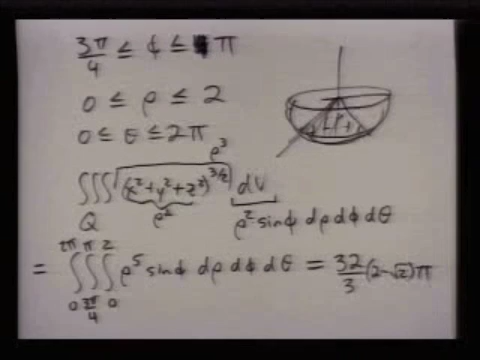 3π/4 ≤ φ ≤ π
0 ≤ ρ ≤ 2
0 ≤ θ ≤ 2π
ρ³
∭ √(x²+y²+z²)^{3/2} dV
Q ρ² ρ² sinφ dρ dφ dθ
= ∫₀^{2π} ∫_{3π/4}^{π} ∫₀² ρ⁵ sinφ dρ dφ dθ = 32/3 (2-√2)π